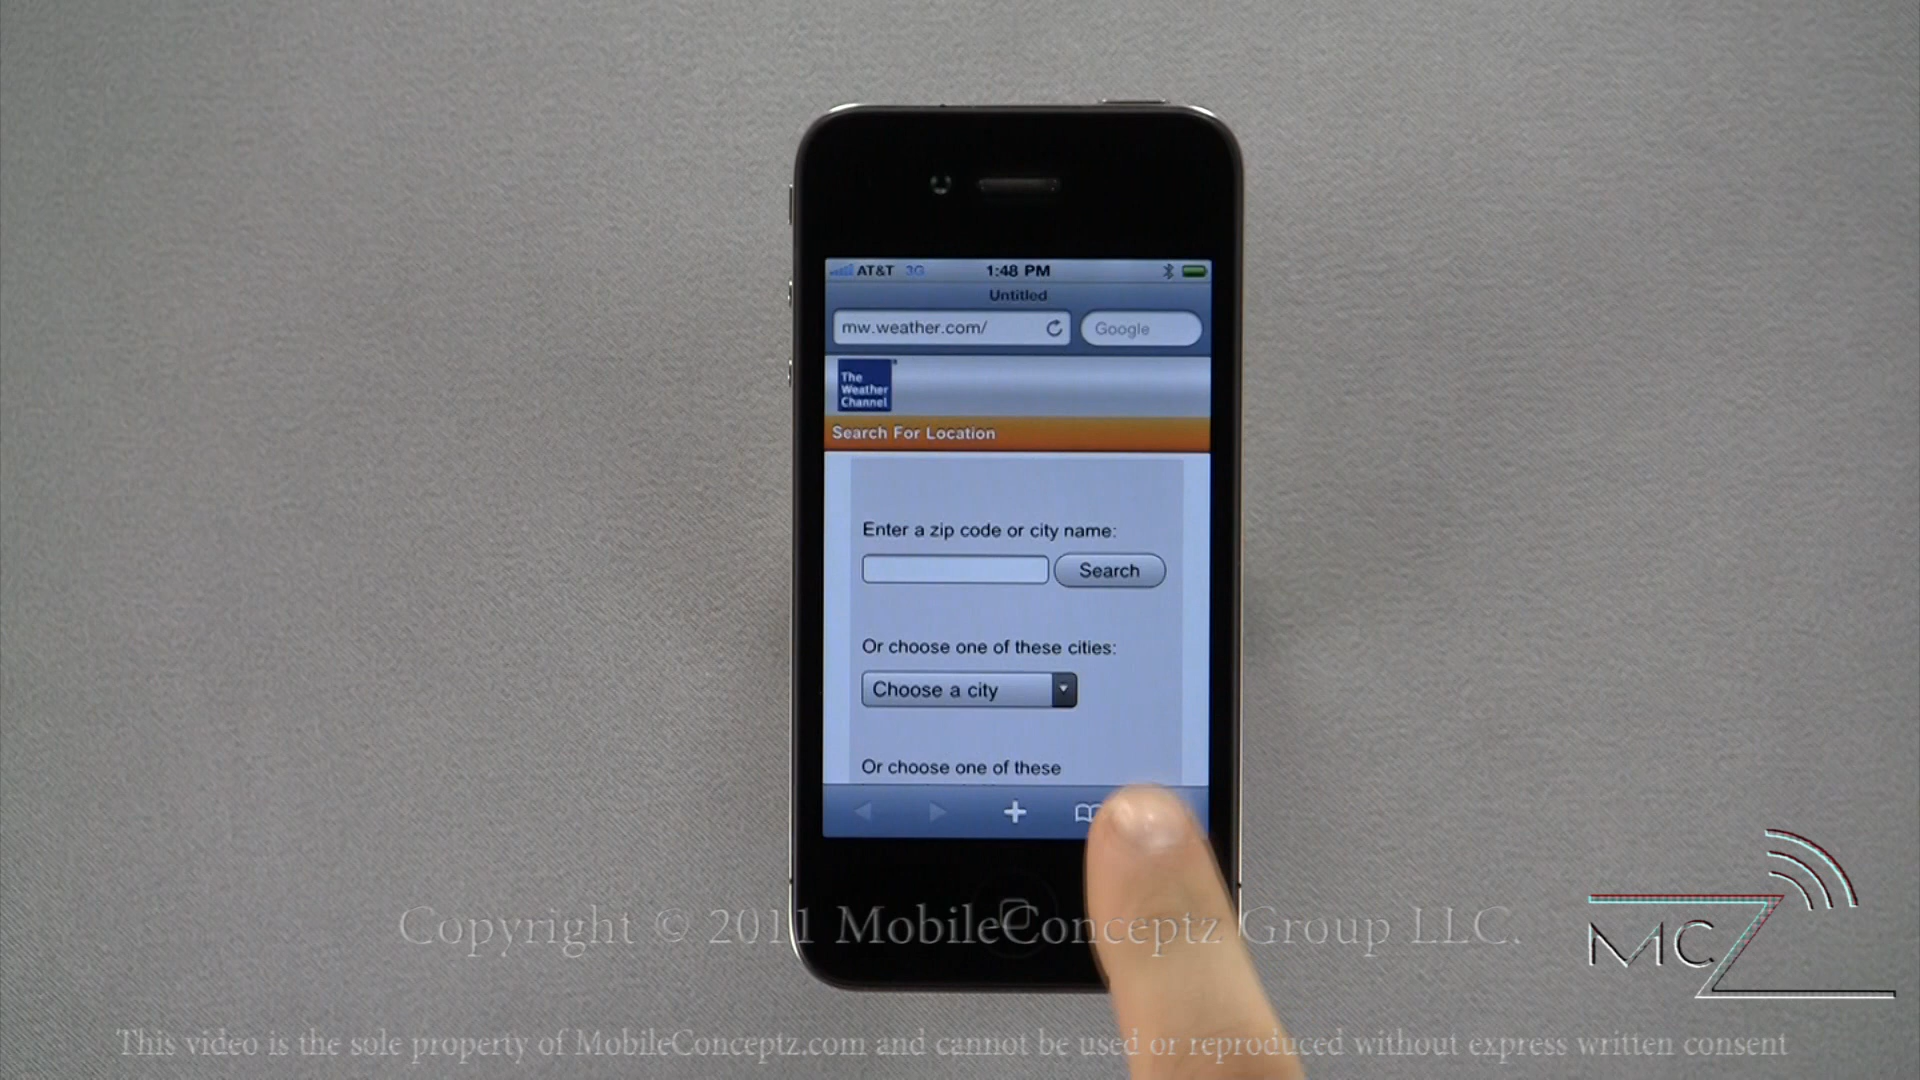 AT&T 3G 1:48 PM
Untitled
mw.weather.com/ Google
The
Weather
Channel
Search For Location
Enter a zip code or city name:
Search
Or choose one of these cities:
Choose a city
Or choose one of these
Copyright © 2011 MobileConceptz Group LLC.
MCZ
This video is the sole property of MobileConceptz.com and cannot be used or reproduced without express written consent